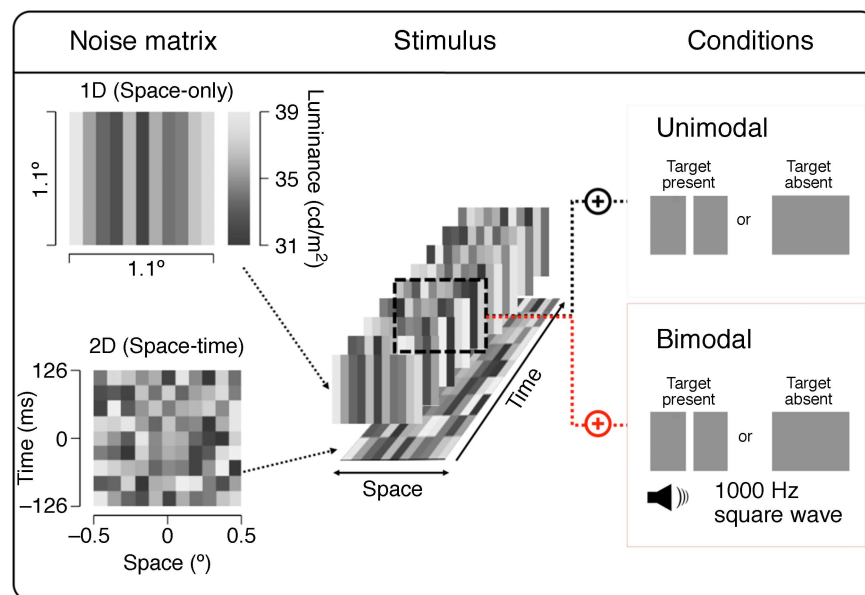 Noise matrix
Stimulus
Conditions
1D (Space-only)
1.1º
1.1º
39
35
31
Luminance (cd/m2)
2D (Space-time)
Time (ms)
126
0
−126
−0.5
0
0.5
Space (º)
Space
Time
Unimodal
Target
present
or
Target
absent
Bimodal
Target
present
or
Target
absent
1000 Hz
square wave